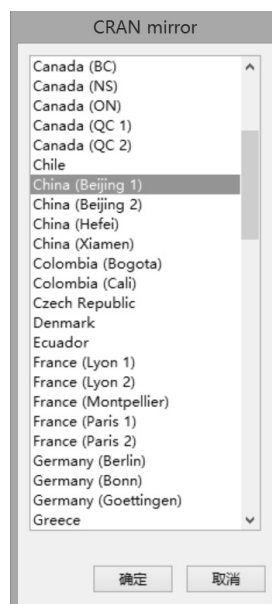 CRAN mirror
Canada (BC)
Canada (NS)
Canada (ON)
Canada (QC 1)
Canada (QC 2)
Chile
China (Beijing 1)
China (Beijing 2)
China (Hefei)
China (Xiamen)
Colombia (Bogota)
Colombia (Cali)
Czech Republic
Denmark
Ecuador
France (Lyon 1)
France (Lyon 2)
France (Montpellier)
France (Paris 1)
France (Paris 2)
Germany (Berlin)
Germany (Bonn)
Germany (Goettingen)
Greece
确定 取消